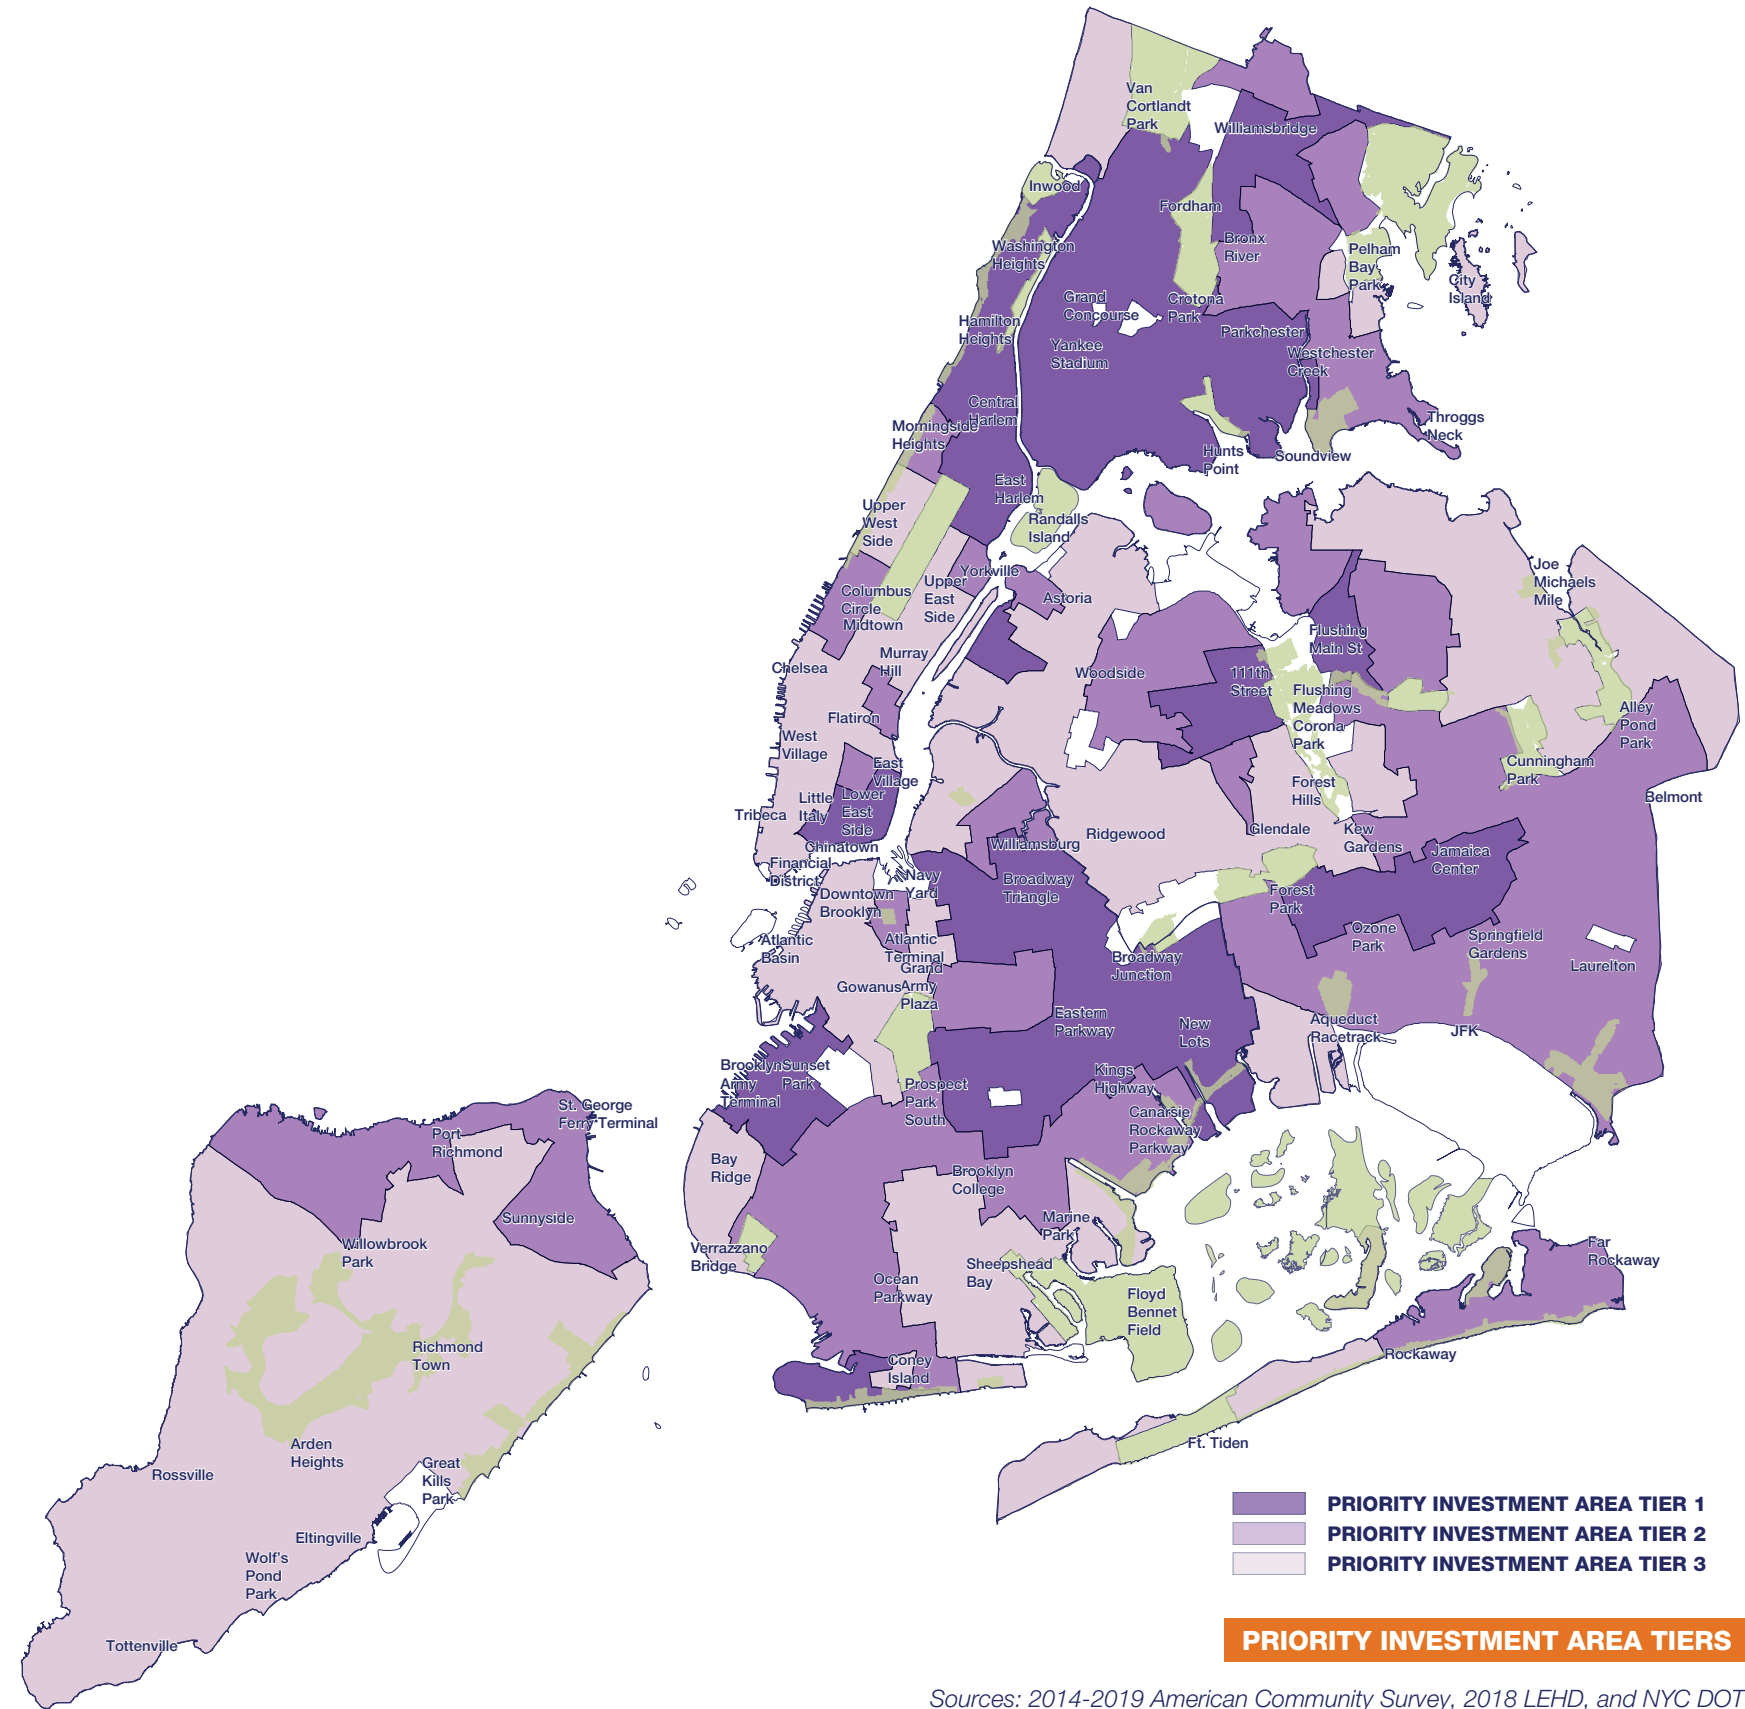 Van
Cortlandt
Park
Williamsbridge
Inwood
Fordham
Washington
Heights
Bronx
River
Pelham
Bay
Park
City
Island
Grand
Concourse
Crotona
Park
Hamilton
Heights
Yankee
Stadium
Parkchester
Westchester
Creek
Central
Harlem
Morningside
Heights
Throggs
Neck
Hunts
Point
Soundview
East
Harlem
Randalls
Island
Upper
West
Side
Yorkville
Upper
East
Side
Columbus
Circle
Midtown
Astoria
Joe
Michaels
Mile
Murray
Hill
Chelsea
Flushing
Main St
Woodside
111th
Street
Flushing
Meadows
Corona
Park
Flatiron
West
Village
Alley
Pond
Park
East
Village
Cunningham
Park
Little
Italy
Lower
East
Side
Forest
Hills
Belmont
Tribeca
Chinatown
Ridgewood
Glendale
Kew
Gardens
Williamsburg
Jamaica
Center
Financial
District
Navy
Yard
Broadway
Triangle
Downtown
Brooklyn
Forest
Park
Atlantic
Basin
Atlantic
Terminal
Ozone
Park
Springfield
Gardens
Laurelton
Broadway
Junction
Grand
Army
Plaza
Gowanus
Eastern
Parkway
New
Lots
Aqueduct
Racetrack
JFK
Brooklyn
Army
Terminal
Sunset
Park
Kings
Highway
Prospect
Park
South
Canarsie
Rockaway
Parkway
St. George
Ferry Terminal
Port
Richmond
Bay
Ridge
Brooklyn
College
Sunnyside
Marine
Park
Willowbrook
Park
Verrazzano
Bridge
Sheepshead
Bay
Far
Rockaway
Ocean
Parkway
Floyd
Bennet
Field
Richmond
Town
Coney
Island
Rockaway
Ft. Tiden
Arden
Heights
Rossville
Great
Kills
Park
Eltingville
Wolf's
Pond
Park
Tottenville
PRIORITY INVESTMENT AREA TIER 1
PRIORITY INVESTMENT AREA TIER 2
PRIORITY INVESTMENT AREA TIER 3
PRIORITY INVESTMENT AREA TIERS
Sources: 2014-2019 American Community Survey, 2018 LEHD, and NYC DOT